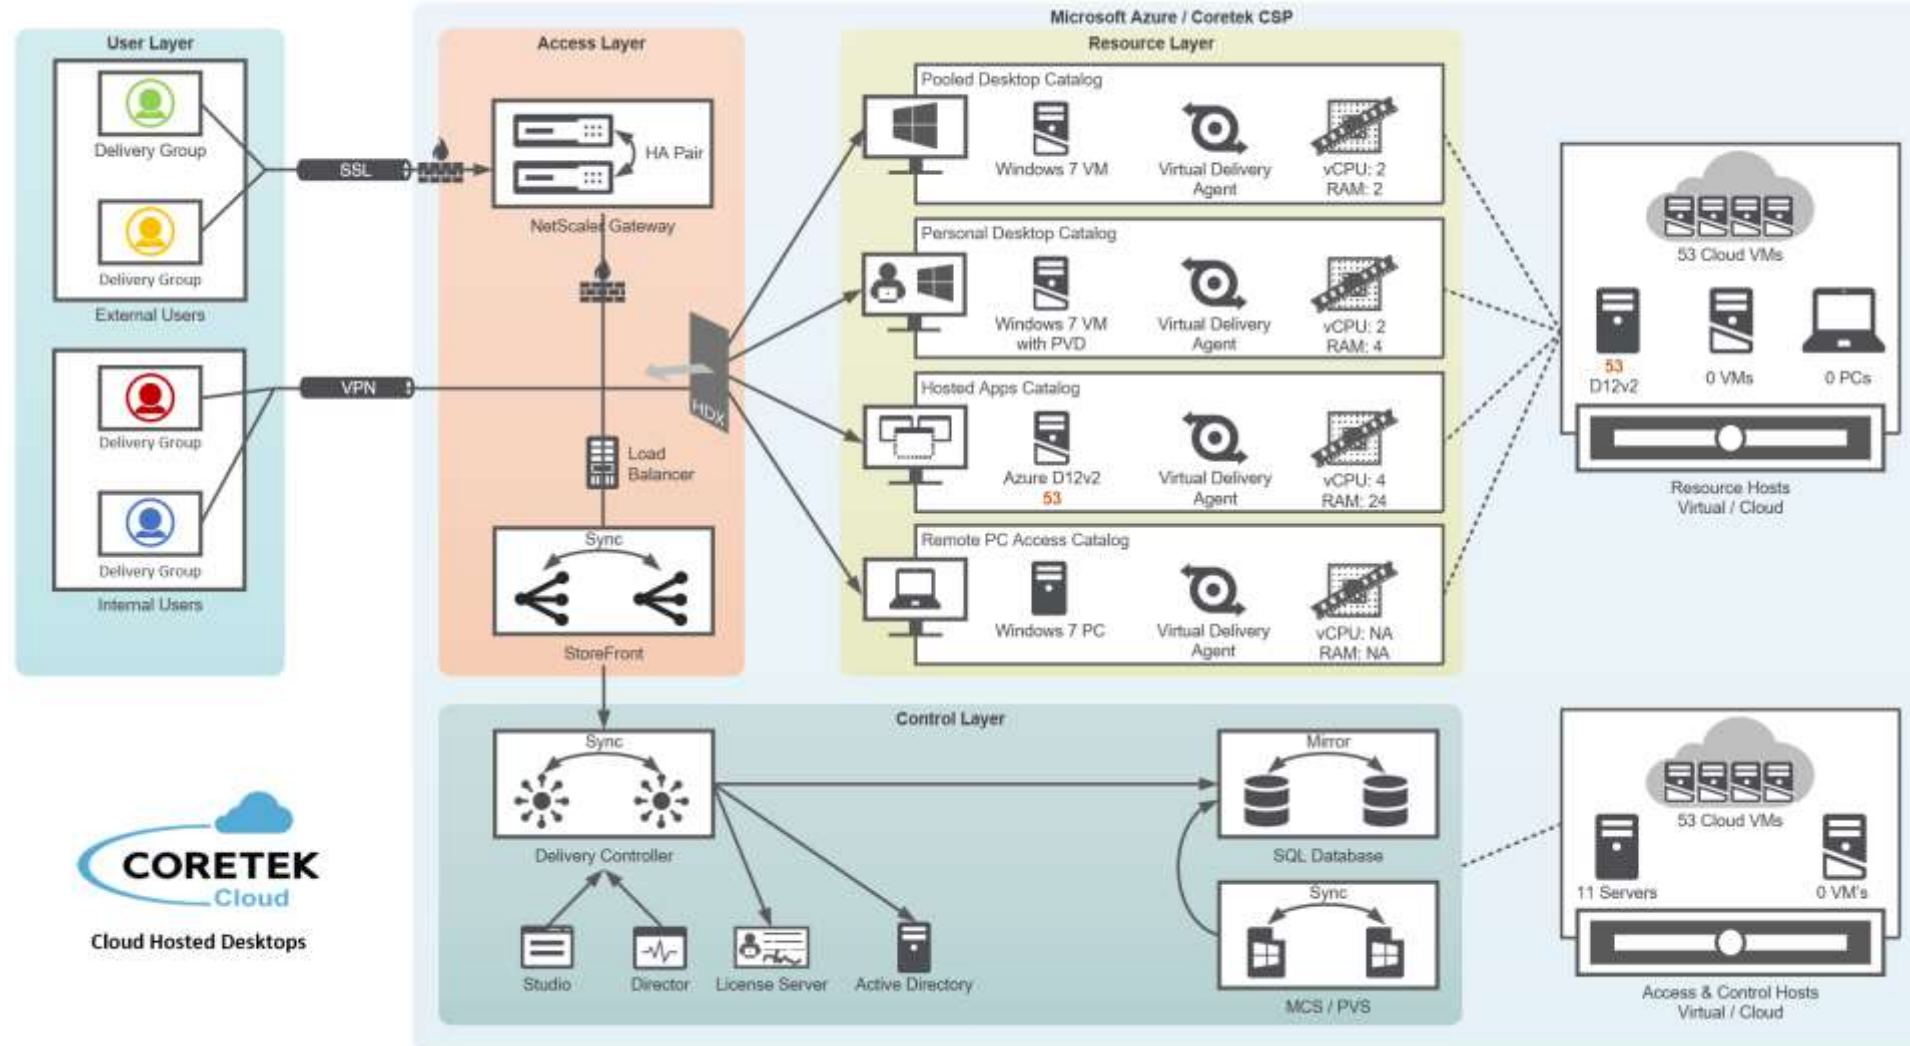 Microsoft Azure / Coretek CSP
User Layer
Delivery Group
Delivery Group
External Users
Delivery Group
Delivery Group
Internal Users
SSL
VPN
Access Layer
HA Pair
NetScaler Gateway
HDX
Load
Balancer
Sync
StoreFront
Resource Layer
Pooled Desktop Catalog
Windows 7 VM
Virtual Delivery
Agent
vCPU: 2
RAM: 2
Personal Desktop Catalog
Windows 7 VM
with PVD
Virtual Delivery
Agent
vCPU: 2
RAM: 4
Hosted Apps Catalog
Azure D12v2
53
Virtual Delivery
Agent
vCPU: 4
RAM: 24
Remote PC Access Catalog
Windows 7 PC
Virtual Delivery
Agent
vCPU: NA
RAM: NA
53 Cloud VMs
53
D12v2
0 VMs
0 PCs
Resource Hosts
Virtual / Cloud
Control Layer
Sync
Delivery Controller
Studio
Director
License Server
Active Directory
Mirror
SQL Database
Sync
MCS / PVS
53 Cloud VMs
11 Servers
0 VM's
Access & Control Hosts
Virtual / Cloud
CORETEK
Cloud
Cloud Hosted Desktops